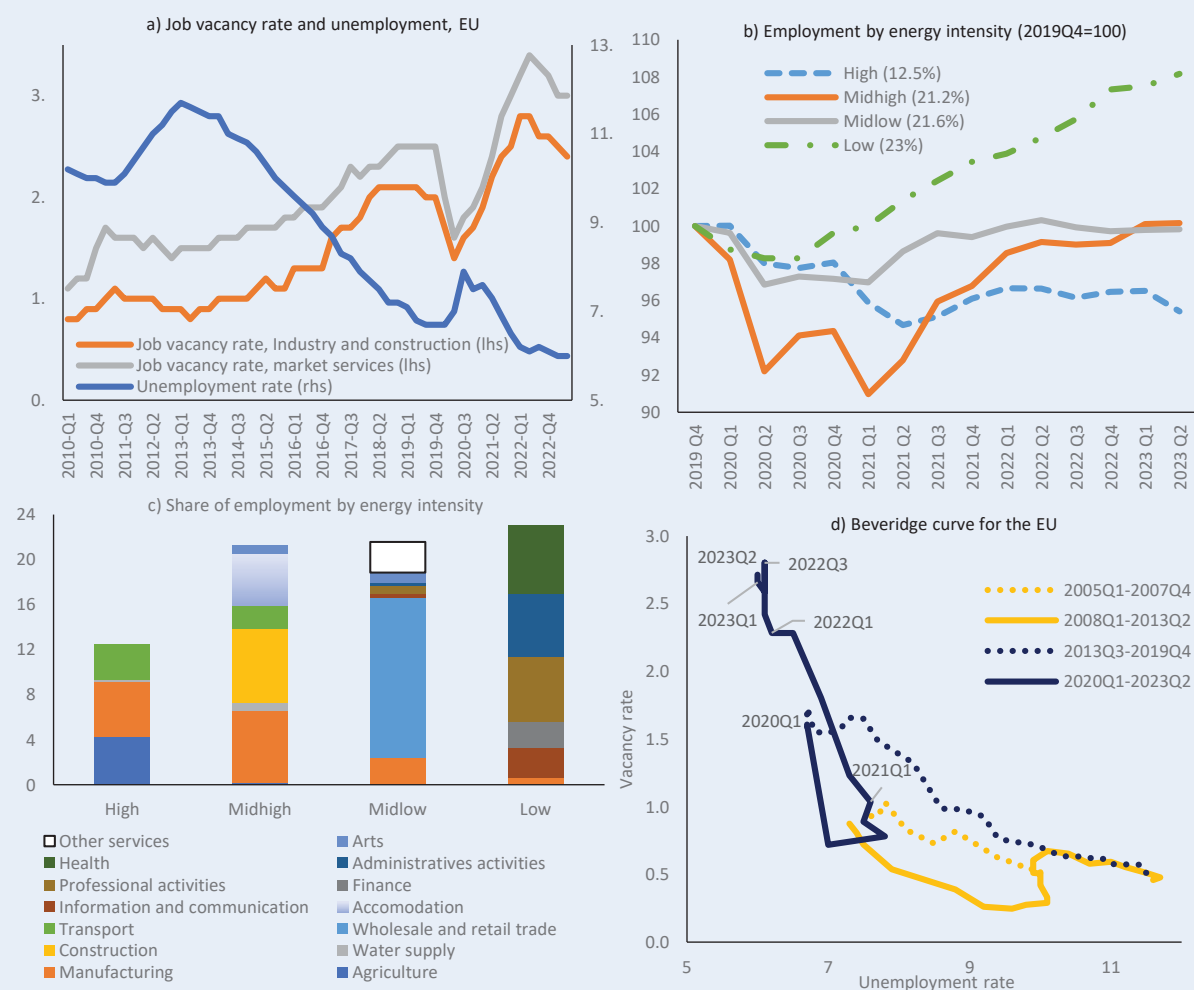 a) Job vacancy rate and unemployment, EU
3.
2.
1.
0.
13.
11.
9.
7.
5.
Job vacancy rate, Industry and construction (lhs)
Job vacancy rate, market services (lhs)
Unemployment rate (rhs)
2010-Q1
2010-Q4
2011-Q3
2012-Q2
2013-Q1
2013-Q4
2014-Q3
2015-Q2
2016-Q1
2016-Q4
2017-Q3
2018-Q2
2019-Q1
2019-Q4
2020-Q3
2021-Q2
2022-Q1
2022-Q4
b) Employment by energy intensity (2019Q4=100)
110
108
106
104
102
100
98
96
94
92
90
High (12.5%)
Midhigh (21.2%)
Midlow (21.6%)
Low (23%)
2019 Q4
2020 Q1
2020 Q2
2020 Q3
2020 Q4
2021 Q1
2021 Q2
2021 Q3
2021 Q4
2022 Q1
2022 Q2
2022 Q3
2022 Q4
2023 Q1
2023 Q2
c) Share of employment by energy intensity
24
20
16
12
8
4
0
High
Midhigh
Midlow
Low
Other services
Arts
Health
Administratives activities
Professional activities
Finance
Information and communication
Accomodation
Transport
Wholesale and retail trade
Construction
Water supply
Manufacturing
Agriculture
d) Beveridge curve for the EU
Vacancy rate
3.0
2.5
2.0
1.5
1.0
0.5
0.0
2023Q2
2022Q3
2023Q1
2022Q1
2020Q1
2021Q1
2005Q1-2007Q4
2008Q1-2013Q2
2013Q3-2019Q4
2020Q1-2023Q2
5
7
9
11
Unemployment rate